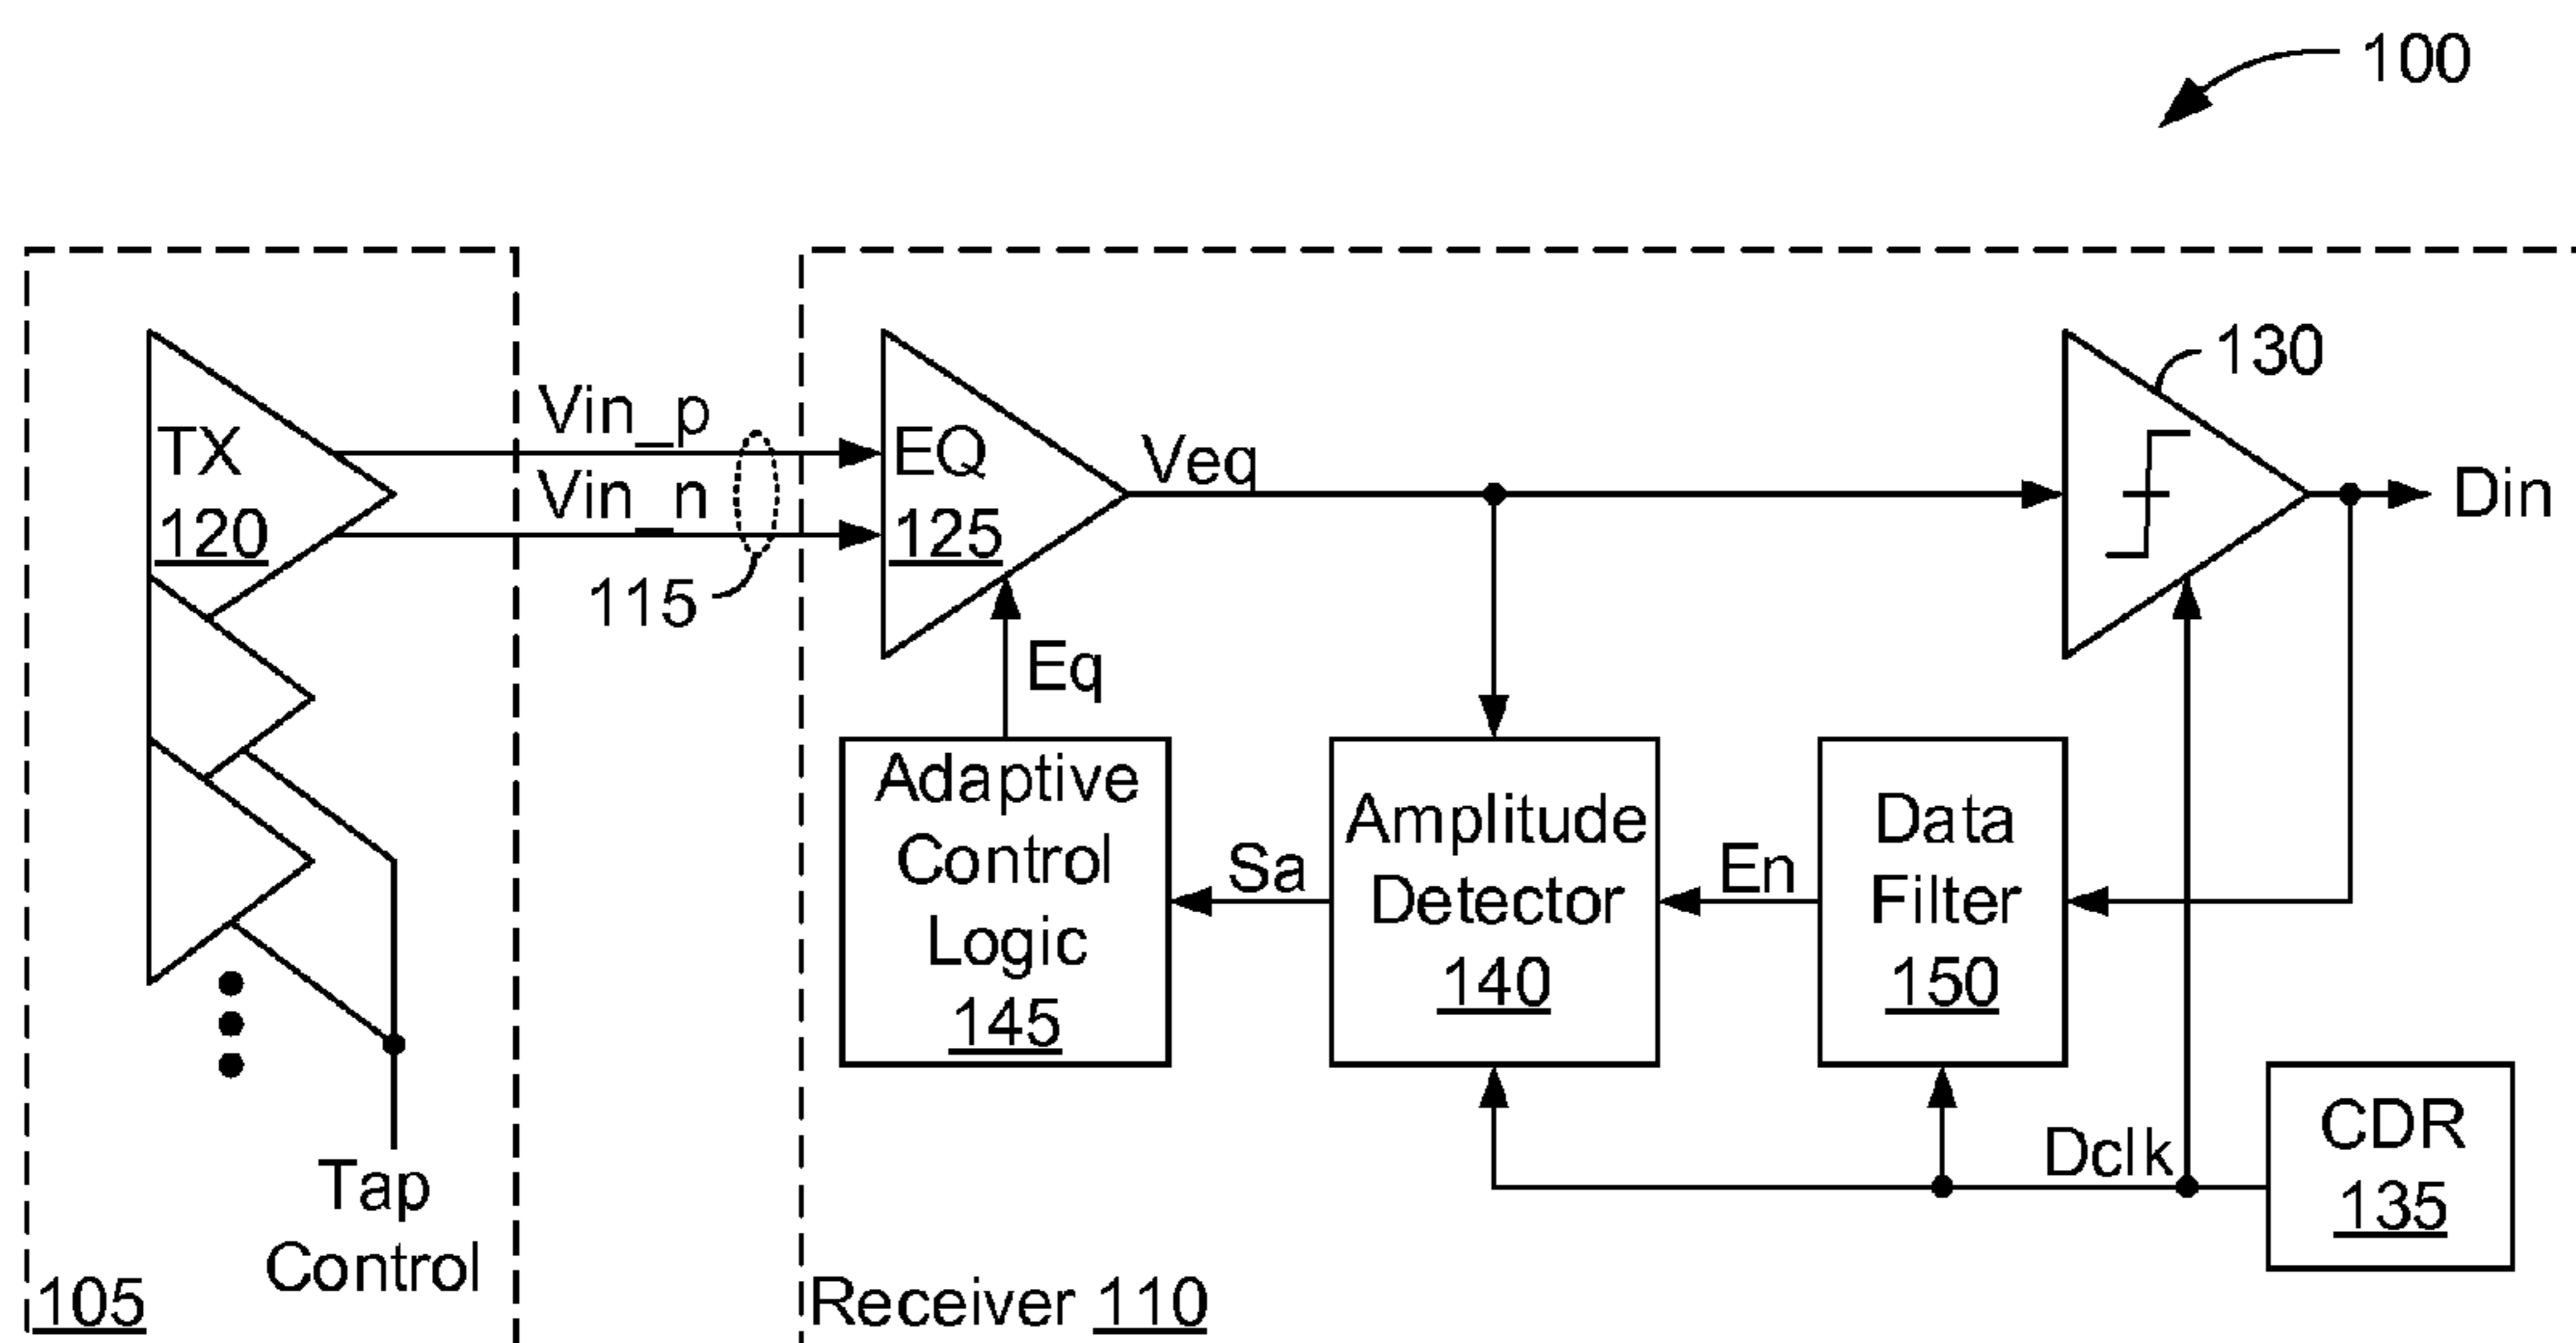 100
130
Vin_p
TX
EQ
Veq
Vin_n
Din
120
125
115
Eq
Adaptive
Control
Logic
145
Sa
Amplitude
Detector
140
En
Data
Filter
150
Dclk
CDR
135
Tap
Control
105
Receiver 110